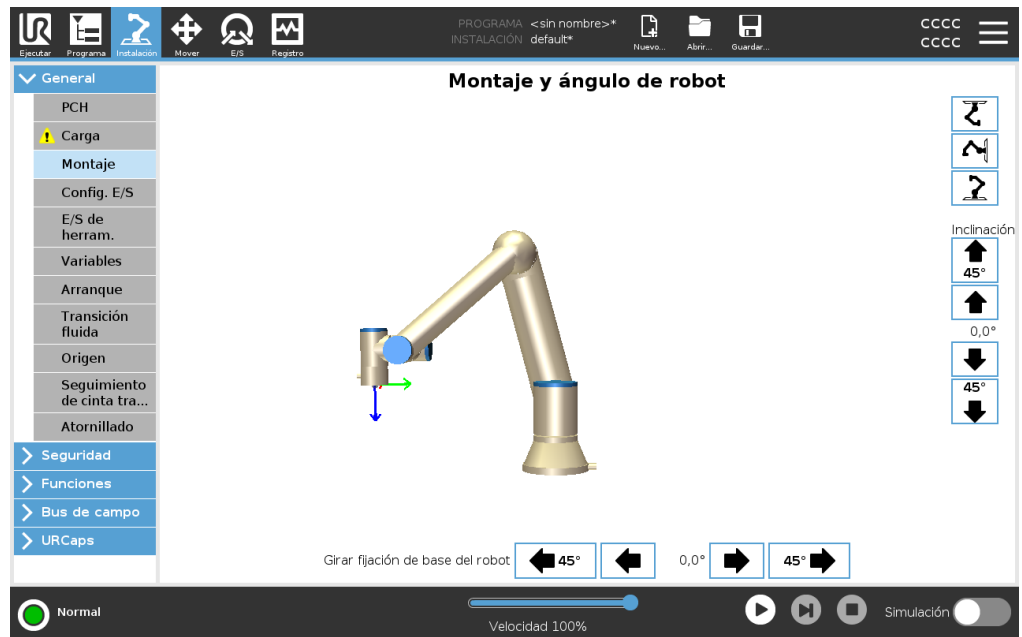 UR
Ejecutar
Programa
Instalación
Mover
E/S
Registro
PROGRAMA <sin nombre>*
INSTALACIÓN default*
Nuevo...
Abrir...
Guardar...
cccc
cccc
General
PCH
Carga
Montaje
Config. E/S
E/S de
herram.
Variables
Arranque
Transición
fluida
Origen
Seguimiento
de cinta tra...
Atornillado
Seguridad
Funciones
Bus de campo
URCaps
Montaje y ángulo de robot
Inclinación
45°
0,0°
45°
Girar fijación de base del robot 45° 0,0° 45°
Normal
Velocidad 100%
Simulación